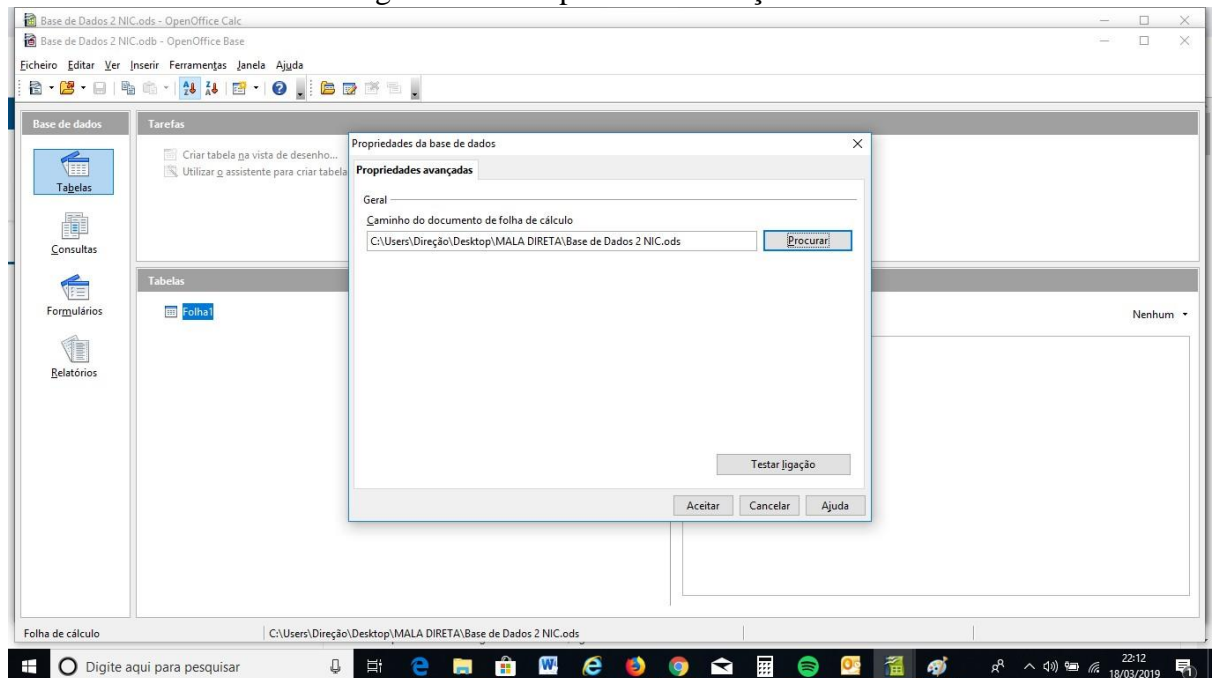 Base de Dados 2 NIC.ods - OpenOffice Calc
Base de Dados 2 NIC.odb - OpenOffice Base
Ficheiro Editar Ver Inserir Ferramentas Janela Ajuda
Base de dados
Tarefas
Criar tabela na vista de desenho...
Utilizar o assistente para criar tabela
Tabelas
Consultas
Formulários
Relatórios
Tabelas
Folha1
Nenhum
Propriedades da base de dados
Propriedades avançadas
Geral
Caminho do documento de folha de cálculo
C:\Users\Direção\Desktop\MALA DIRETA\Base de Dados 2 NIC.ods
Procurar
Testar ligação
Aceitar Cancelar Ajuda
Folha de cálculo
C:\Users\Direção\Desktop\MALA DIRETA\Base de Dados 2 NIC.ods
Digite aqui para pesquisar
22:12
18/03/2019